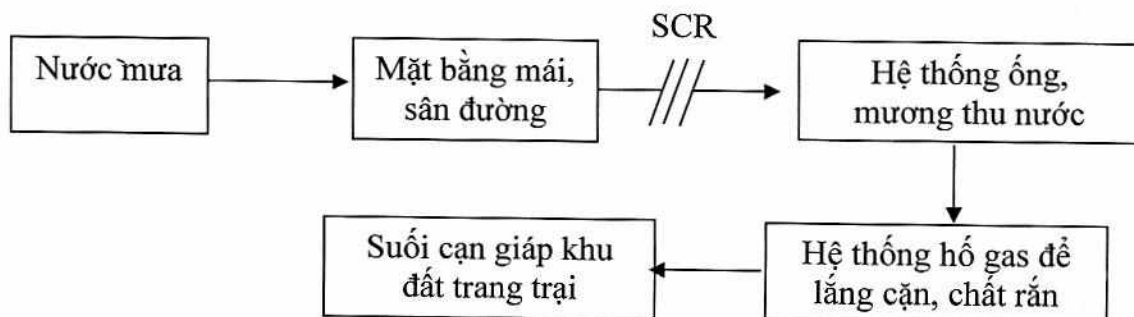 SCR
Nước mưa
Mặt bằng mái,
sân đường
Hệ thống ống,
mương thu nước
Hệ thống hố gas để
lắng cặn, chất rắn
Suối cạn giáp khu
đất trang trại